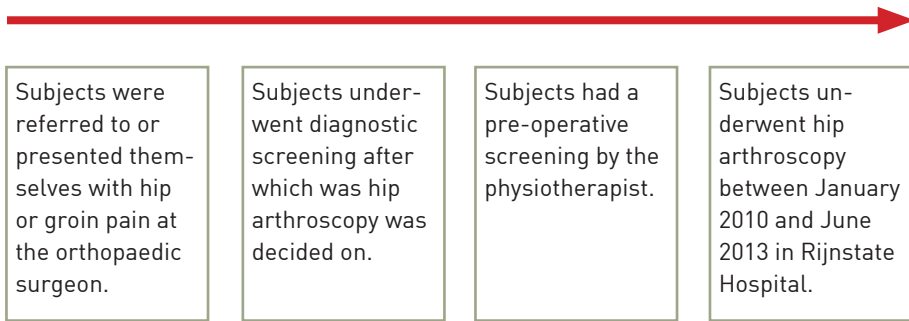 Subjects were
referred to or
presented them-
selves with hip
or groin pain at
the orthopaedic
surgeon.
Subjects under-
went diagnostic
screening after
which was hip
arthroscopy was
decided on.
Subjects had a
pre-operative
screening by the
physiotherapist.
Subjects un-
derwent hip
arthroscopy
between January
2010 and June
2013 in Rijnstate
Hospital.